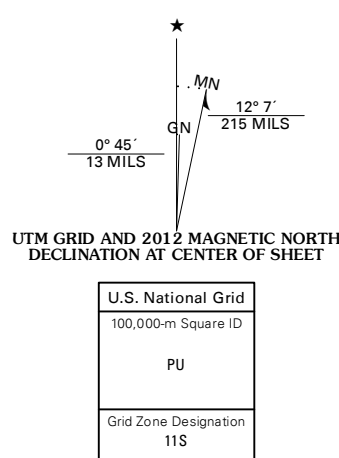 ★
MN
12° 7´
215 MILS
GN
0° 45´
13 MILS
UTM GRID AND 2012 MAGNETIC NORTH
DECLINATION AT CENTER OF SHEET
U.S. National Grid
100,000-m Square ID
PU
Grid Zone Designation
11S